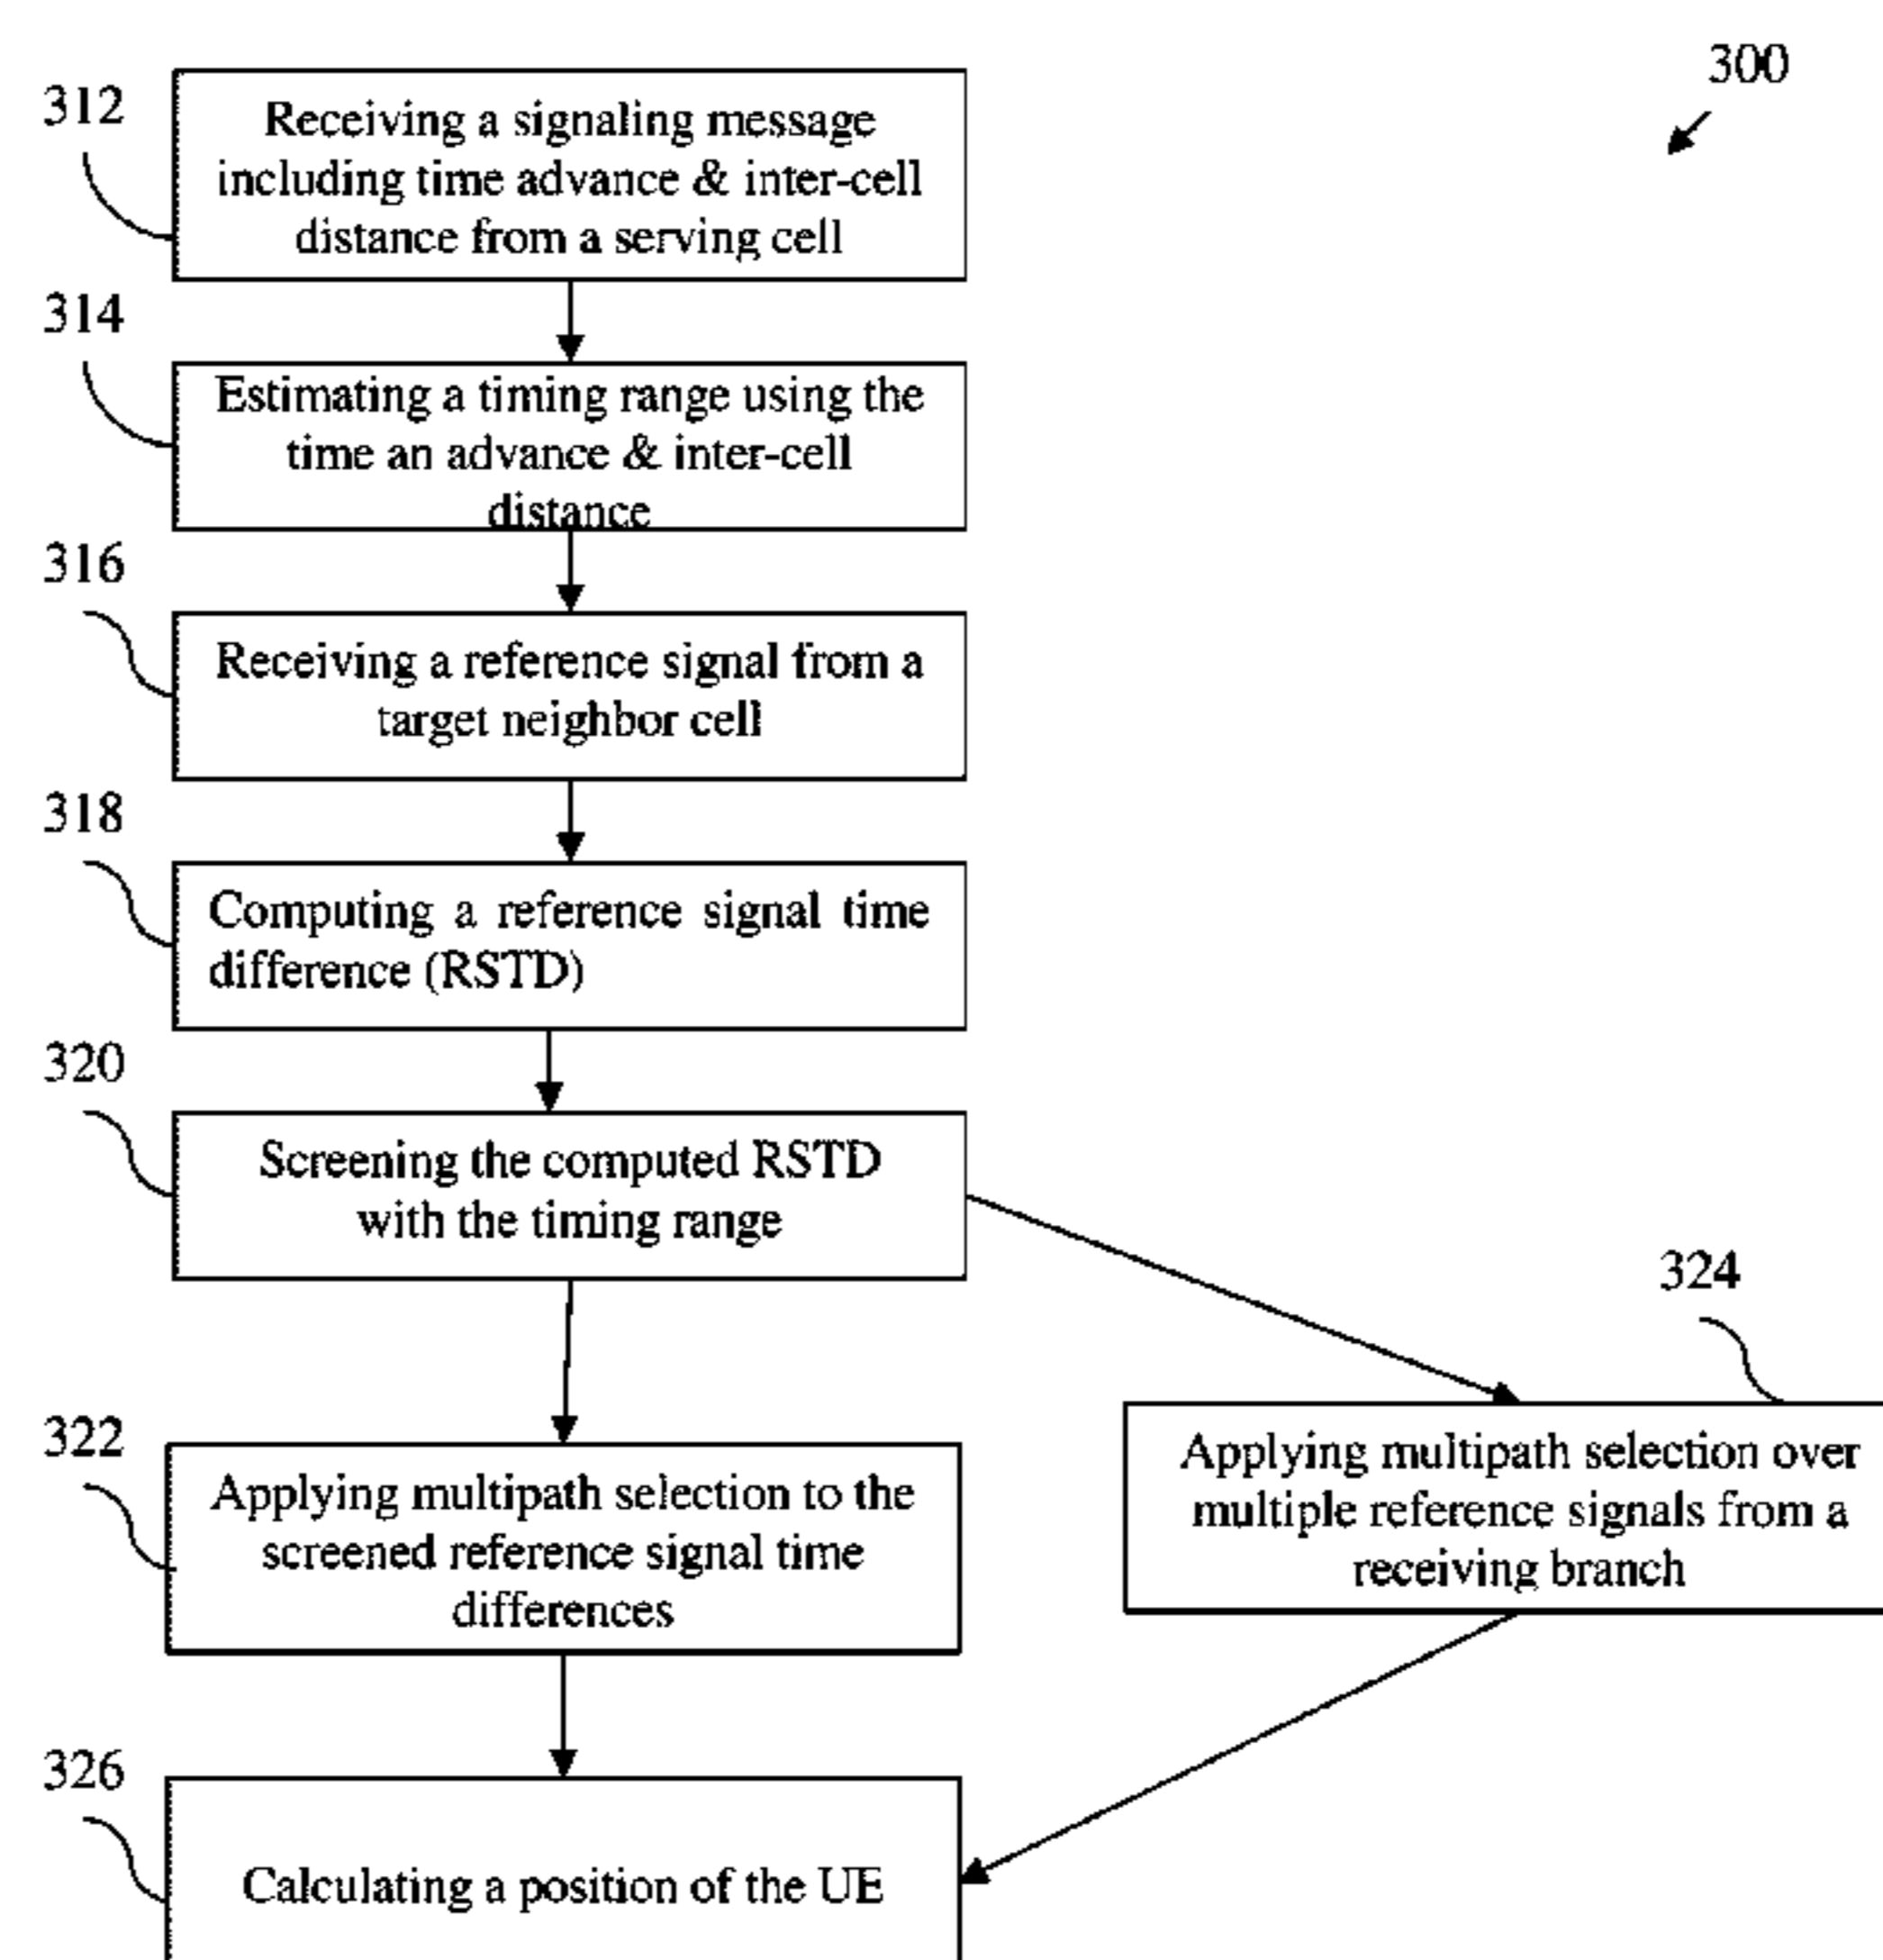 300
312
Receiving a signaling message
including time advance & inter-cell
distance from a serving cell
314
Estimating a timing range using the
time an advance & inter-cell
distance
316
Receiving a reference signal from a
target neighbor cell
318
Computing a reference signal time
difference (RSTD)
320
Screening the computed RSTD
with the timing range
324
Applying multipath selection over
multiple reference signals from a
receiving branch
322
Applying multipath selection to the
screened reference signal time
differences
326
Calculating a position of the UE